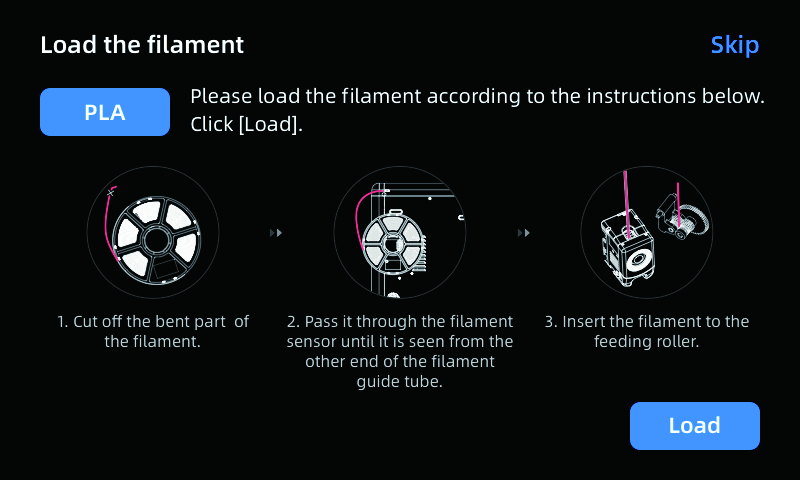 Load the filament
Skip
PLA
Please load the filament according to the instructions below.
Click [Load].
1. Cut off the bent part of
the filament.
2. Pass it through the filament
sensor until it is seen from the
other end of the filament
guide tube.
3. Insert the filament to the
feeding roller.
Load